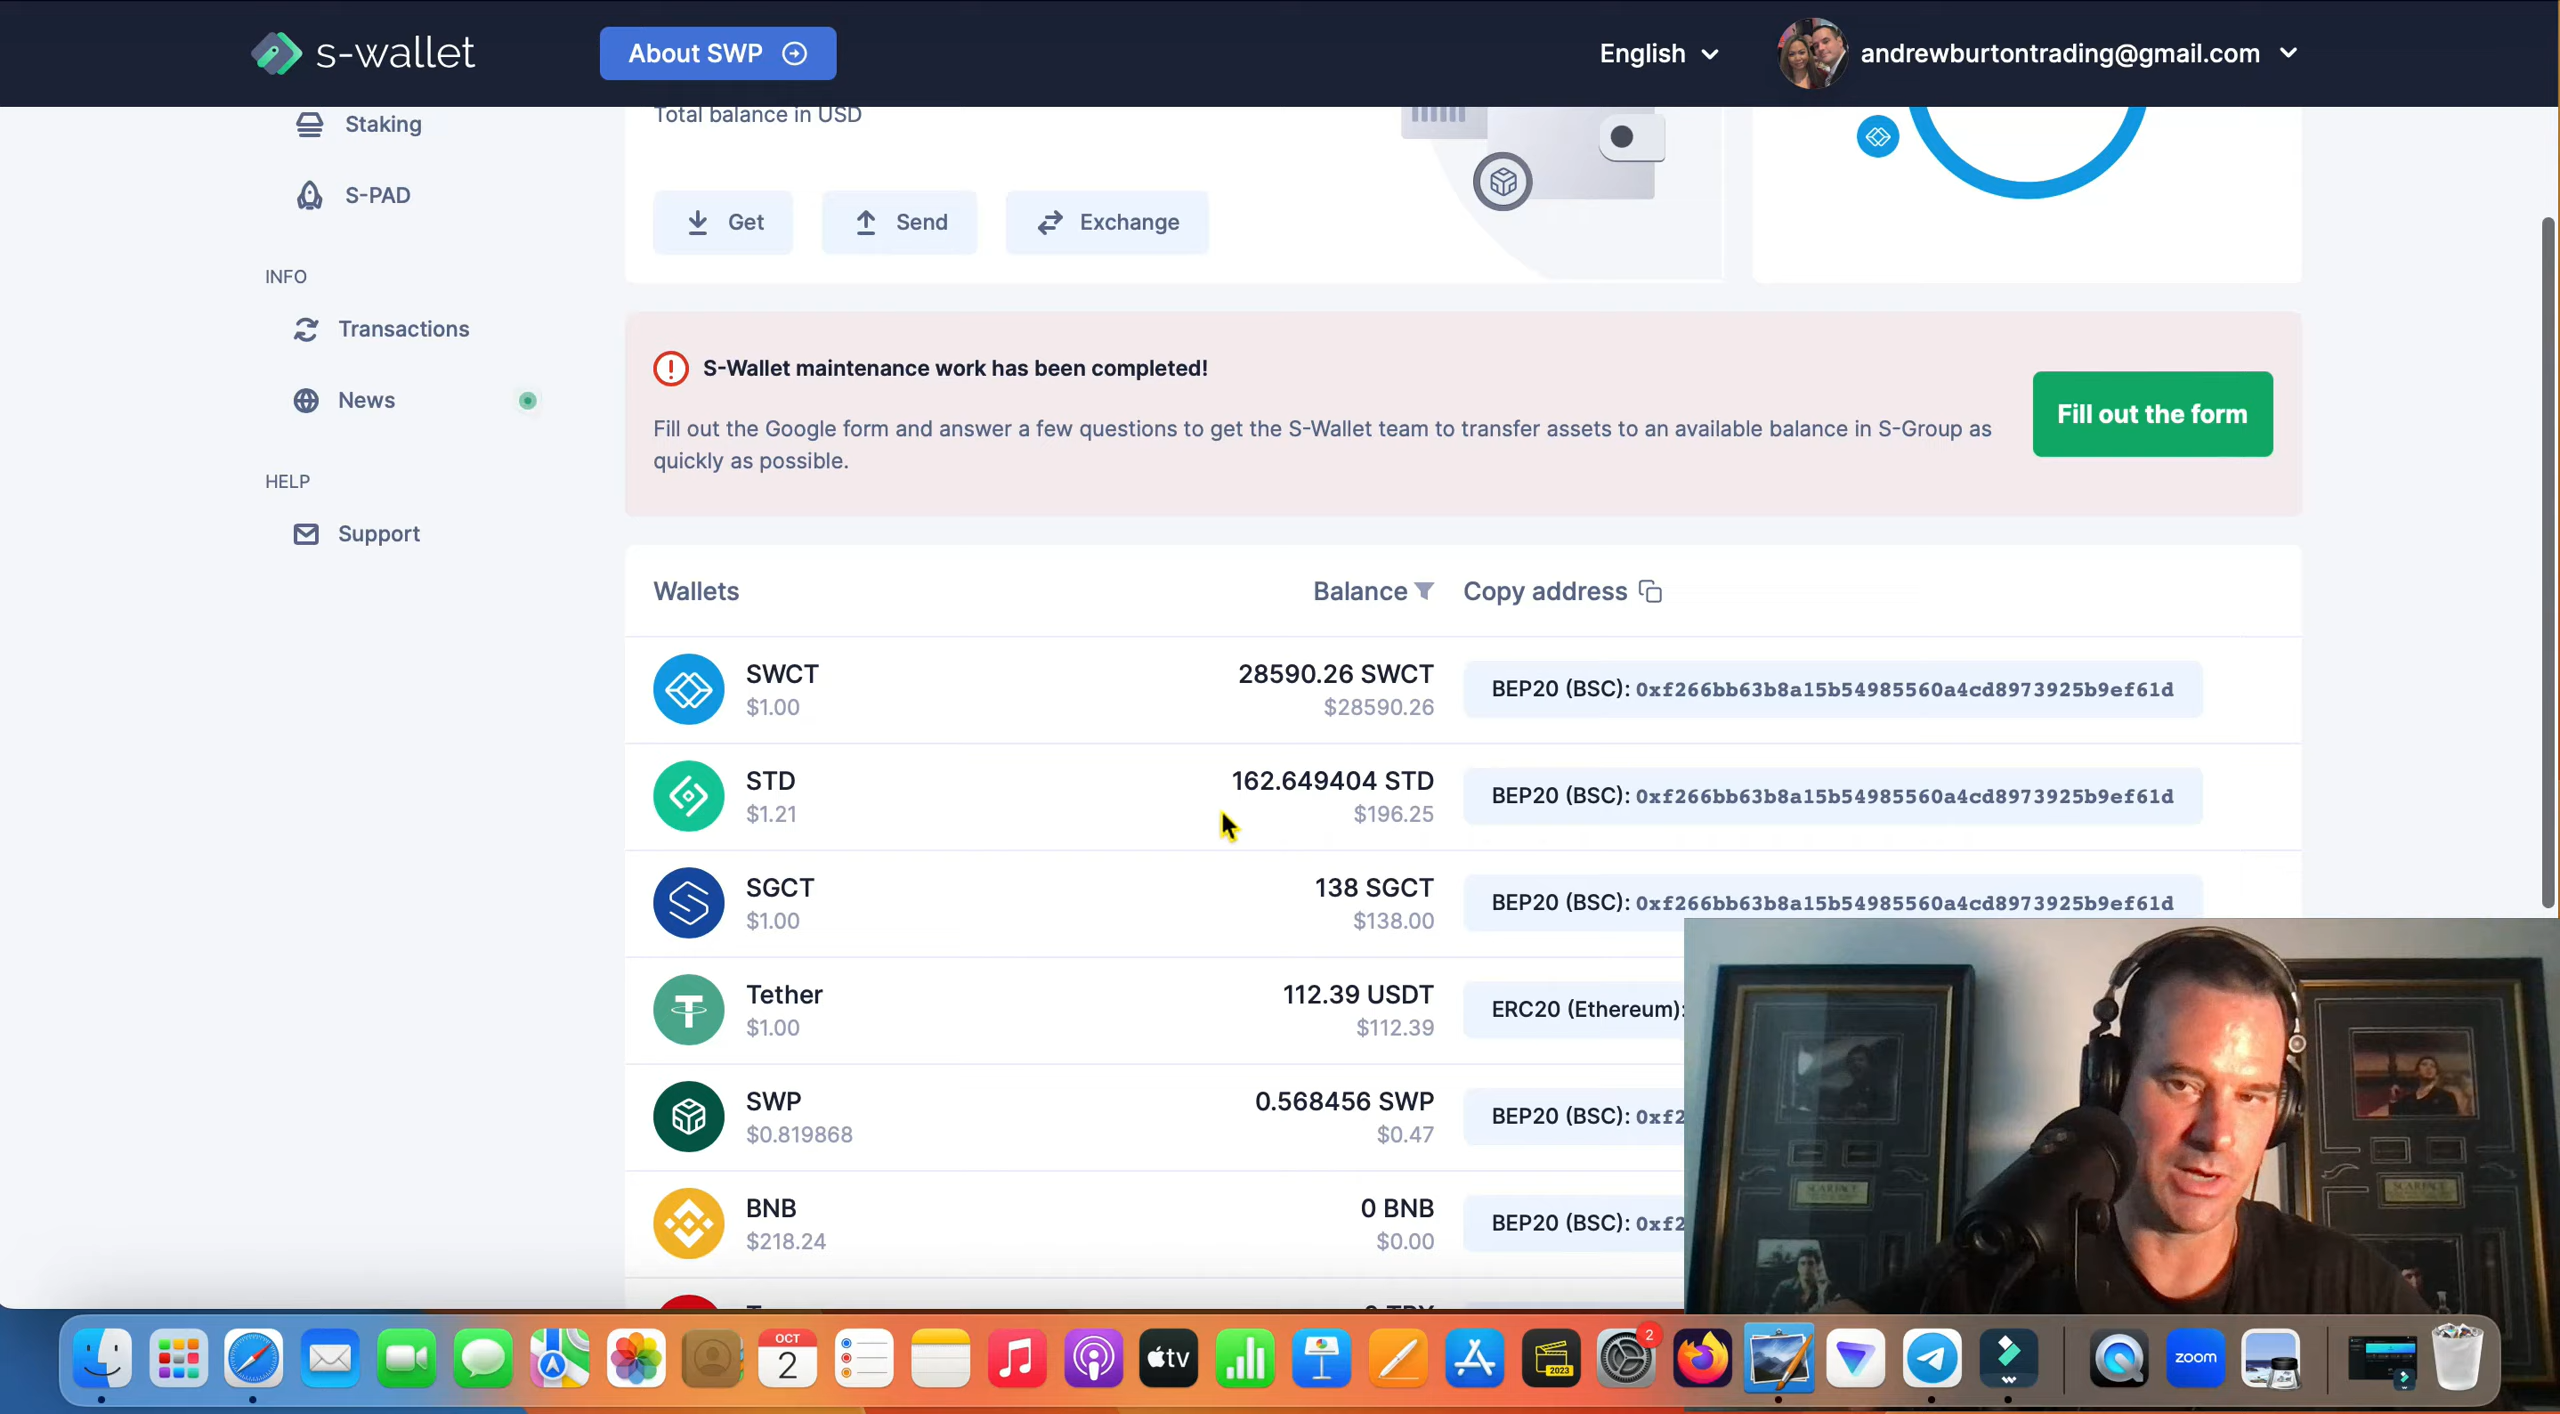 s-wallet
About SWP
English
andrewburtontrading@gmail.com
Total balance in USD
Staking
S-PAD
Get
Send
Exchange
INFO
Transactions
News
HELP
Support
S-Wallet maintenance work has been completed!
Fill out the Google form and answer a few questions to get the S-Wallet team to transfer assets to an available balance in S-Group as
quickly as possible.
Fill out the form
Wallets
Balance
Copy address
SWCT
$1.00
28590.26 SWCT
$28590.26
BEP20 (BSC): 0xf266bb63b8a15b54985560a4cd8973925b9ef61d
STD
$1.21
162.649404 STD
$196.25
BEP20 (BSC): 0xf266bb63b8a15b54985560a4cd8973925b9ef61d
SGCT
$1.00
138 SGCT
$138.00
BEP20 (BSC): 0xf266bb63b8a15b54985560a4cd8973925b9ef61d
Tether
$1.00
112.39 USDT
$112.39
ERC20 (Ethereum):
SWP
$0.819868
0.568456 SWP
$0.47
BEP20 (BSC): 0xf2
BNB
$218.24
0 BNB
$0.00
BEP20 (BSC): 0xf2
SCARFACE
SCARFACE
OCT
2
tv
2023
2
zoom